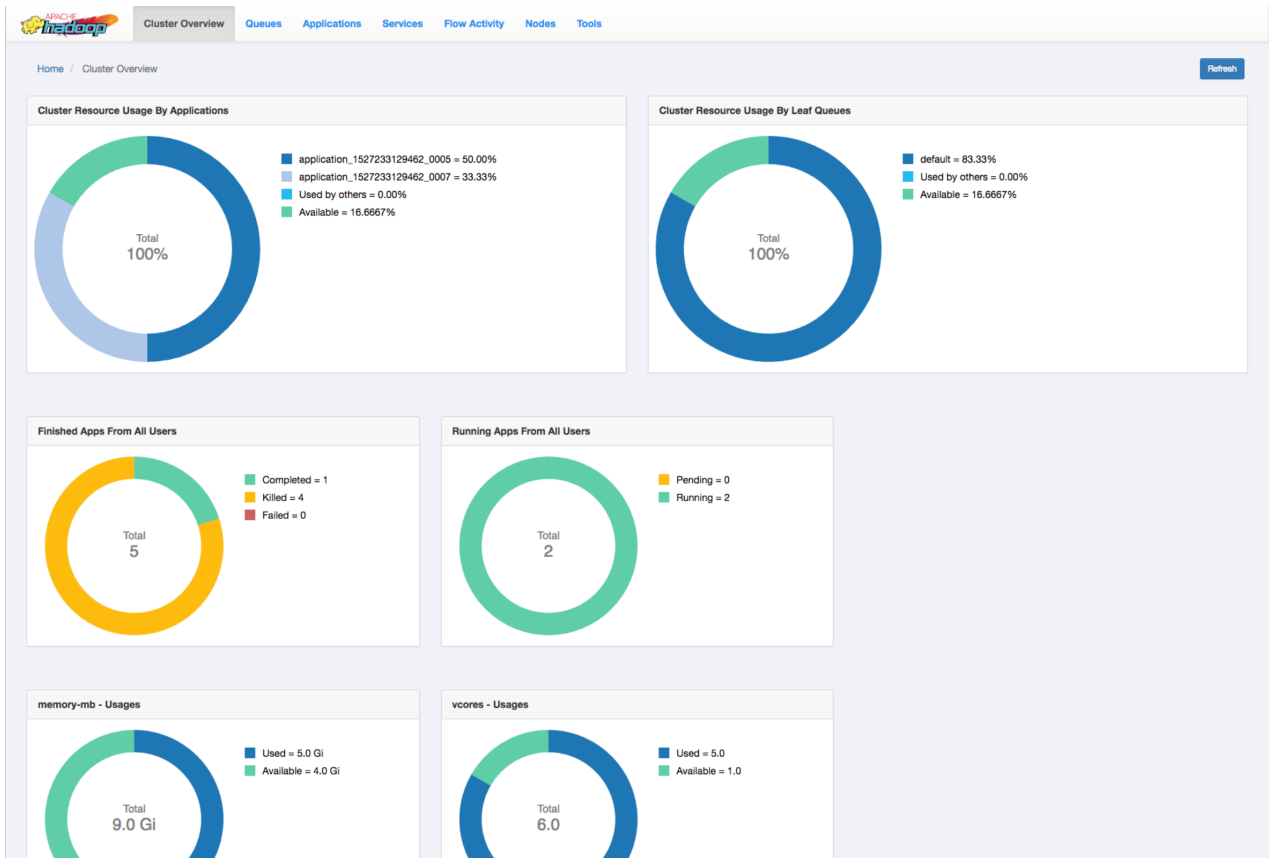 APACHE
hadoop
Cluster Overview Queues Applications Services Flow Activity Nodes Tools
Home / Cluster Overview
Refresh
Cluster Resource Usage By Applications
application_1527233129462_0005 = 50.00%
application_1527233129462_0007 = 33.33%
Used by others = 0.00%
Available = 16.6667%
Total
100%
Cluster Resource Usage By Leaf Queues
default = 83.33%
Used by others = 0.00%
Available = 16.6667%
Total
100%
Finished Apps From All Users
Completed = 1
Killed = 4
Failed = 0
Total
5
Running Apps From All Users
Pending = 0
Running = 2
Total
2
memory-mb - Usages
Used = 5.0 Gi
Available = 4.0 Gi
Total
9.0 Gi
vcores - Usages
Used = 5.0
Available = 1.0
Total
6.0